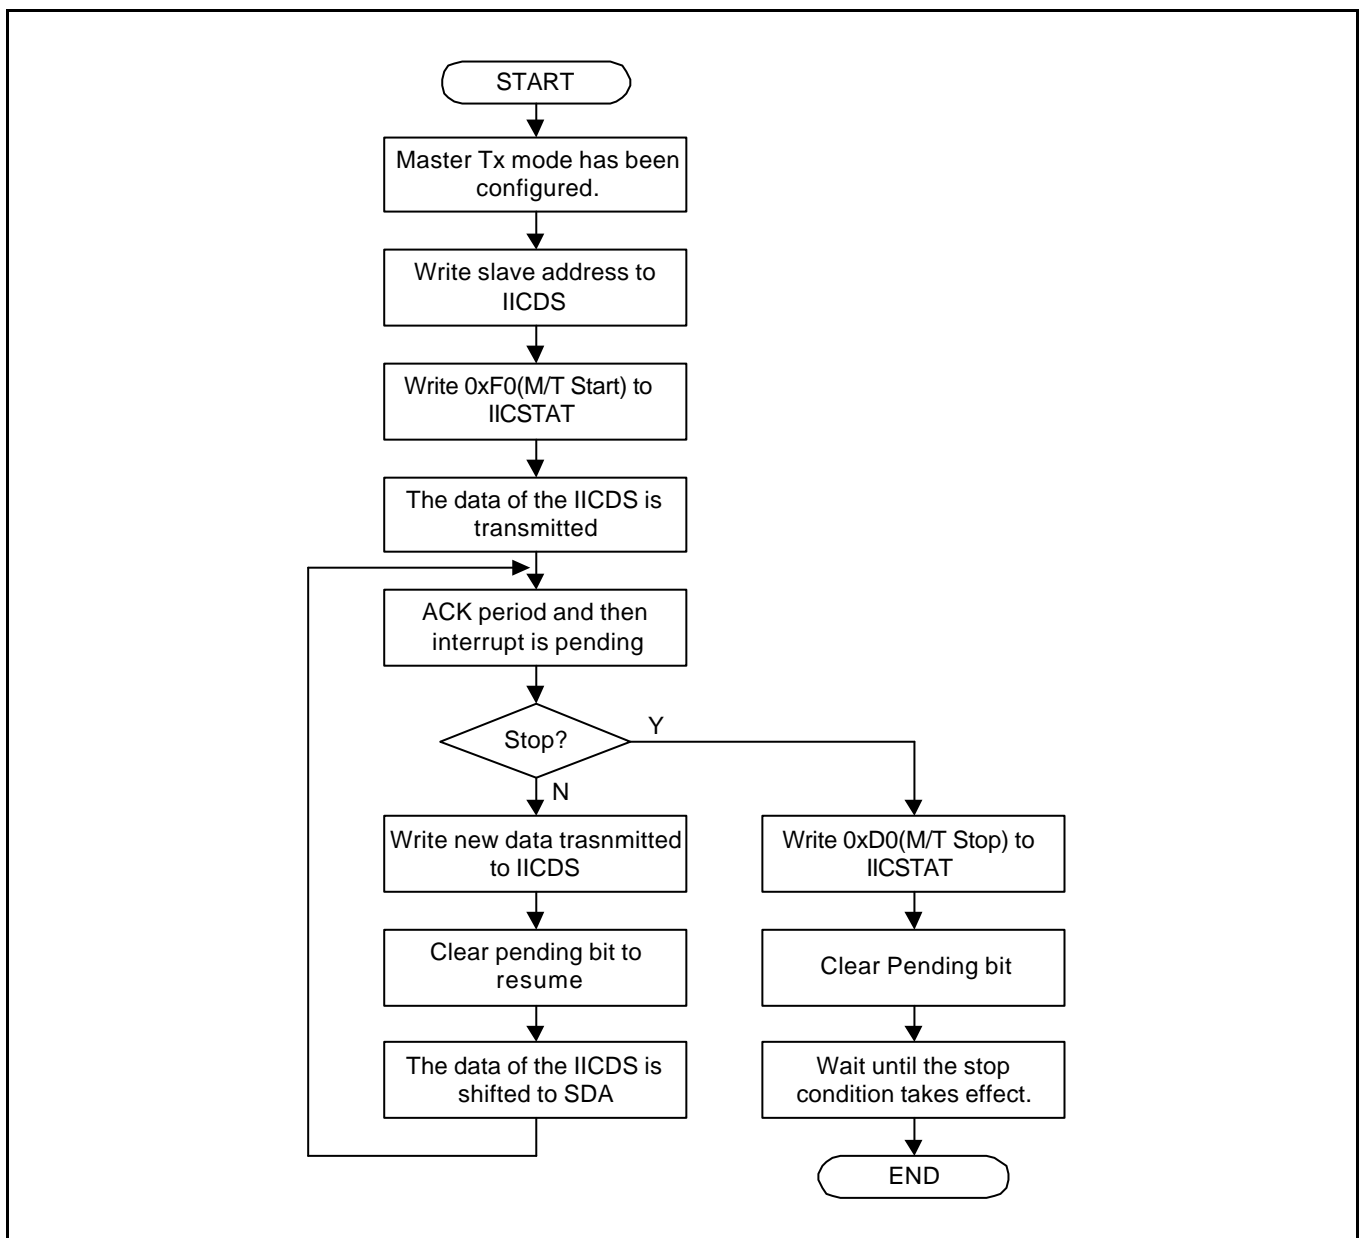 START
Master Tx mode has been
configured.
Write slave address to
IICDS
Write 0xF0(M/T Start) to
IICSTAT
The data of the IICDS is
transmitted
ACK period and then
interrupt is pending
Stop?
Y
N
Write new data trasnmitted
to IICDS
Clear pending bit to
resume
The data of the IICDS is
shifted to SDA
Write 0xD0(M/T Stop) to
IICSTAT
Clear Pending bit
Wait until the stop
condition takes effect.
END